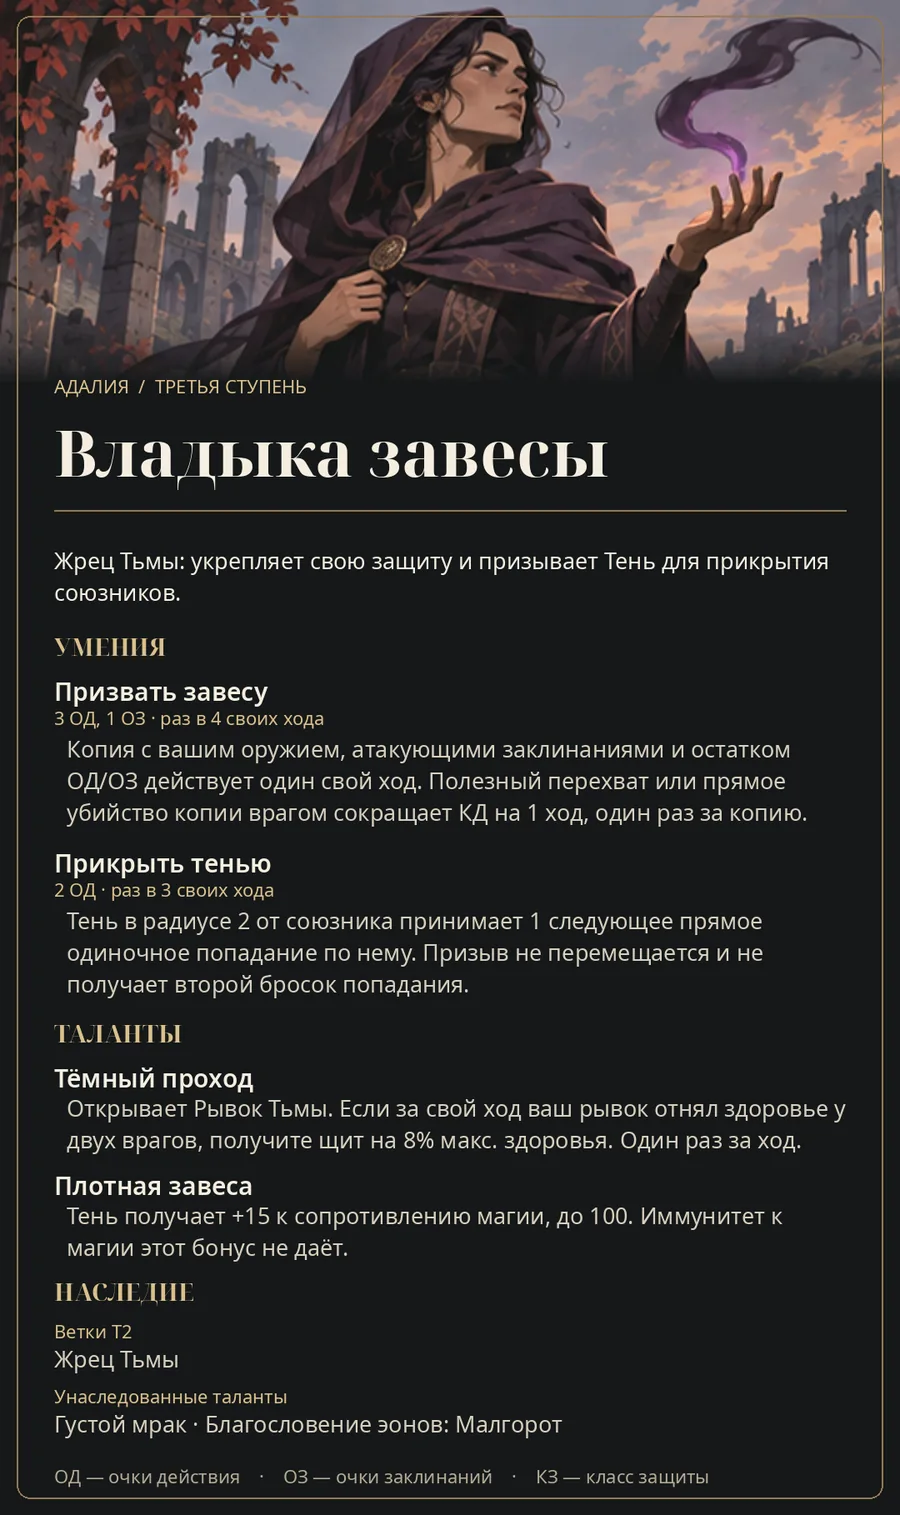 АДАЛИЯ / ТРЕТЬЯ СТУПЕНЬ
Владыка завесы
Жрец Тьмы: укрепляет свою защиту и призывает Тень для прикрытия
союзников.
УМЕНИЯ
Призвать завесу
3 ОД, 1 ОЗ · раз в 4 своих хода
Копия с вашим оружием, атакующими заклинаниями и остатком
ОД/ОЗ действует один свой ход. Полезный перехват или прямое
убийство копии врагом сокращает КД на 1 ход, один раз за копию.
Прикрыть тенью
2 ОД · раз в 3 своих хода
Тень в радиусе 2 от союзника принимает 1 следующее прямое
одиночное попадание по нему. Призыв не перемещается и не
получает второй бросок попадания.
ТАЛАНТЫ
Тёмный проход
Открывает Рывок Тьмы. Если за свой ход ваш рывок отнял здоровье у
двух врагов, получите щит на 8% макс. здоровья. Один раз за ход.
Плотная завеса
Тень получает +15 к сопротивлению магии, до 100. Иммунитет к
магии этот бонус не даёт.
НАСЛЕДИЕ
Ветки Т2
Жрец Тьмы
Унаследованные таланты
Густой мрак · Благословение эонов: Малгорот
ОД — очки действия · ОЗ — очки заклинаний · КЗ — класс защиты